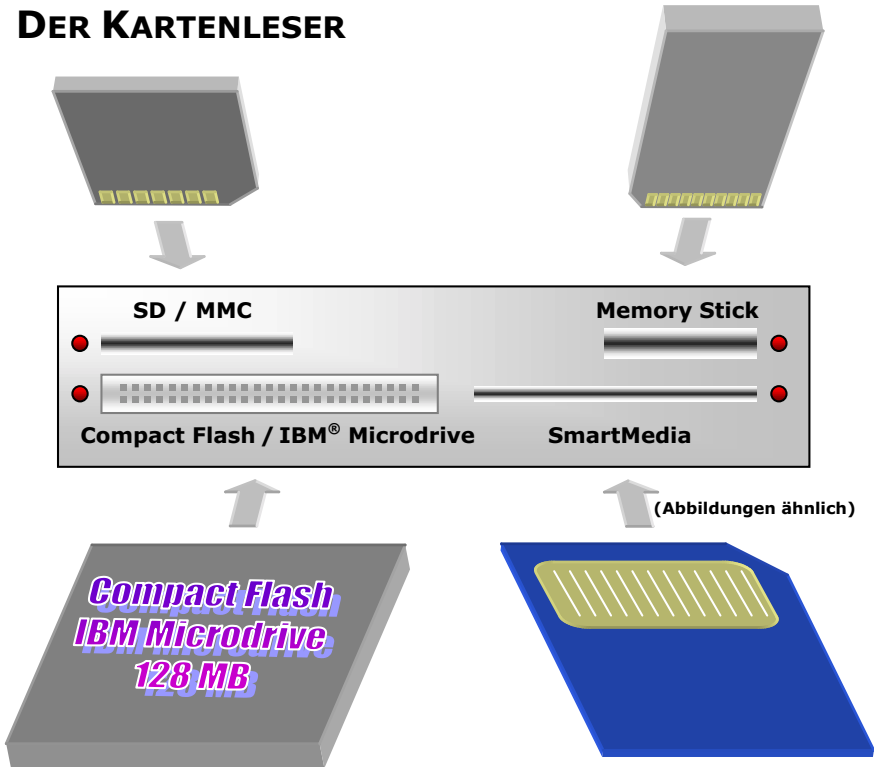 DER KARTENLESER
SD / MMC
Memory Stick
Compact Flash / IBM® Microdrive
SmartMedia
(Abbildungen ähnlich)
Compact Flash
IBM Microdrive
128 MB